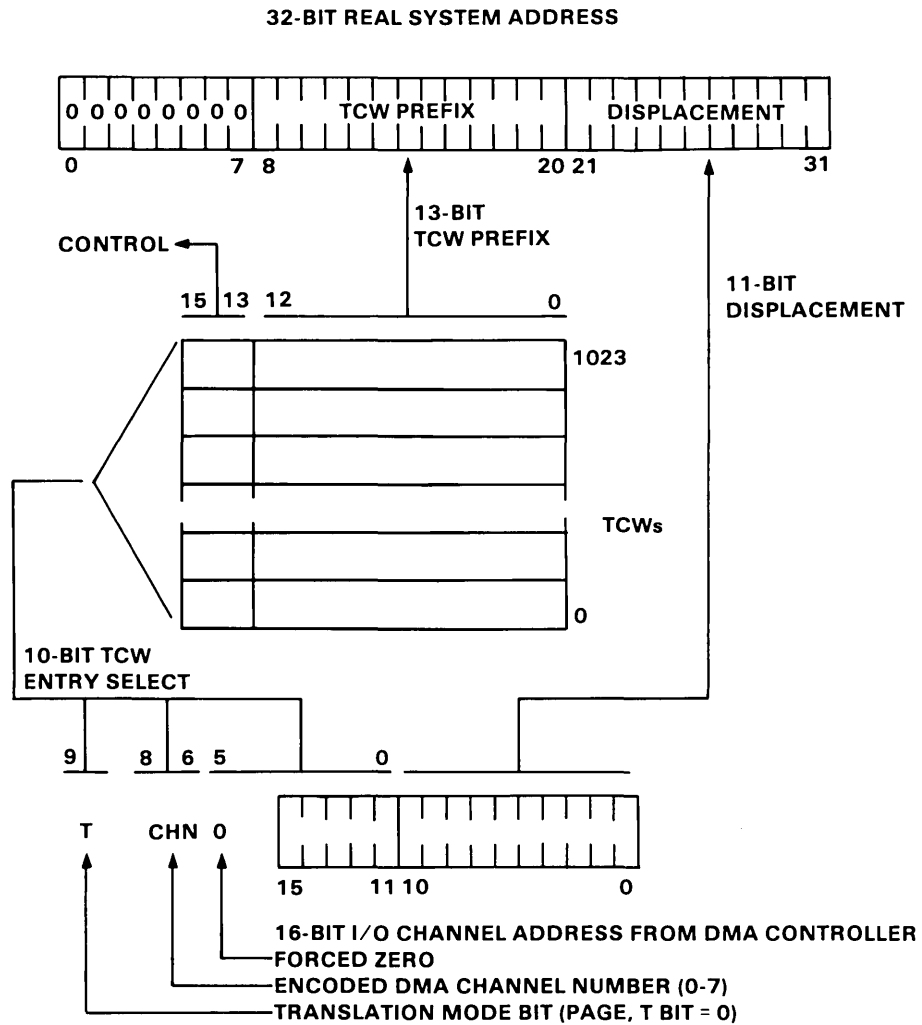 32-BIT REAL SYSTEM ADDRESS
0 0 0 0 0 0 0 0 TCW PREFIX DISPLACEMENT
0 7 8 20 21 31
13-BIT
TCW PREFIX
CONTROL
11-BIT
DISPLACEMENT
15 13 12 0
1023
TCWs
0
10-BIT TCW
ENTRY SELECT
9 8 6 5 0
T CHN 0
15 11 10 0
16-BIT I/O CHANNEL ADDRESS FROM DMA CONTROLLER
FORCED ZERO
ENCODED DMA CHANNEL NUMBER (0-7)
TRANSLATION MODE BIT (PAGE, T BIT = 0)